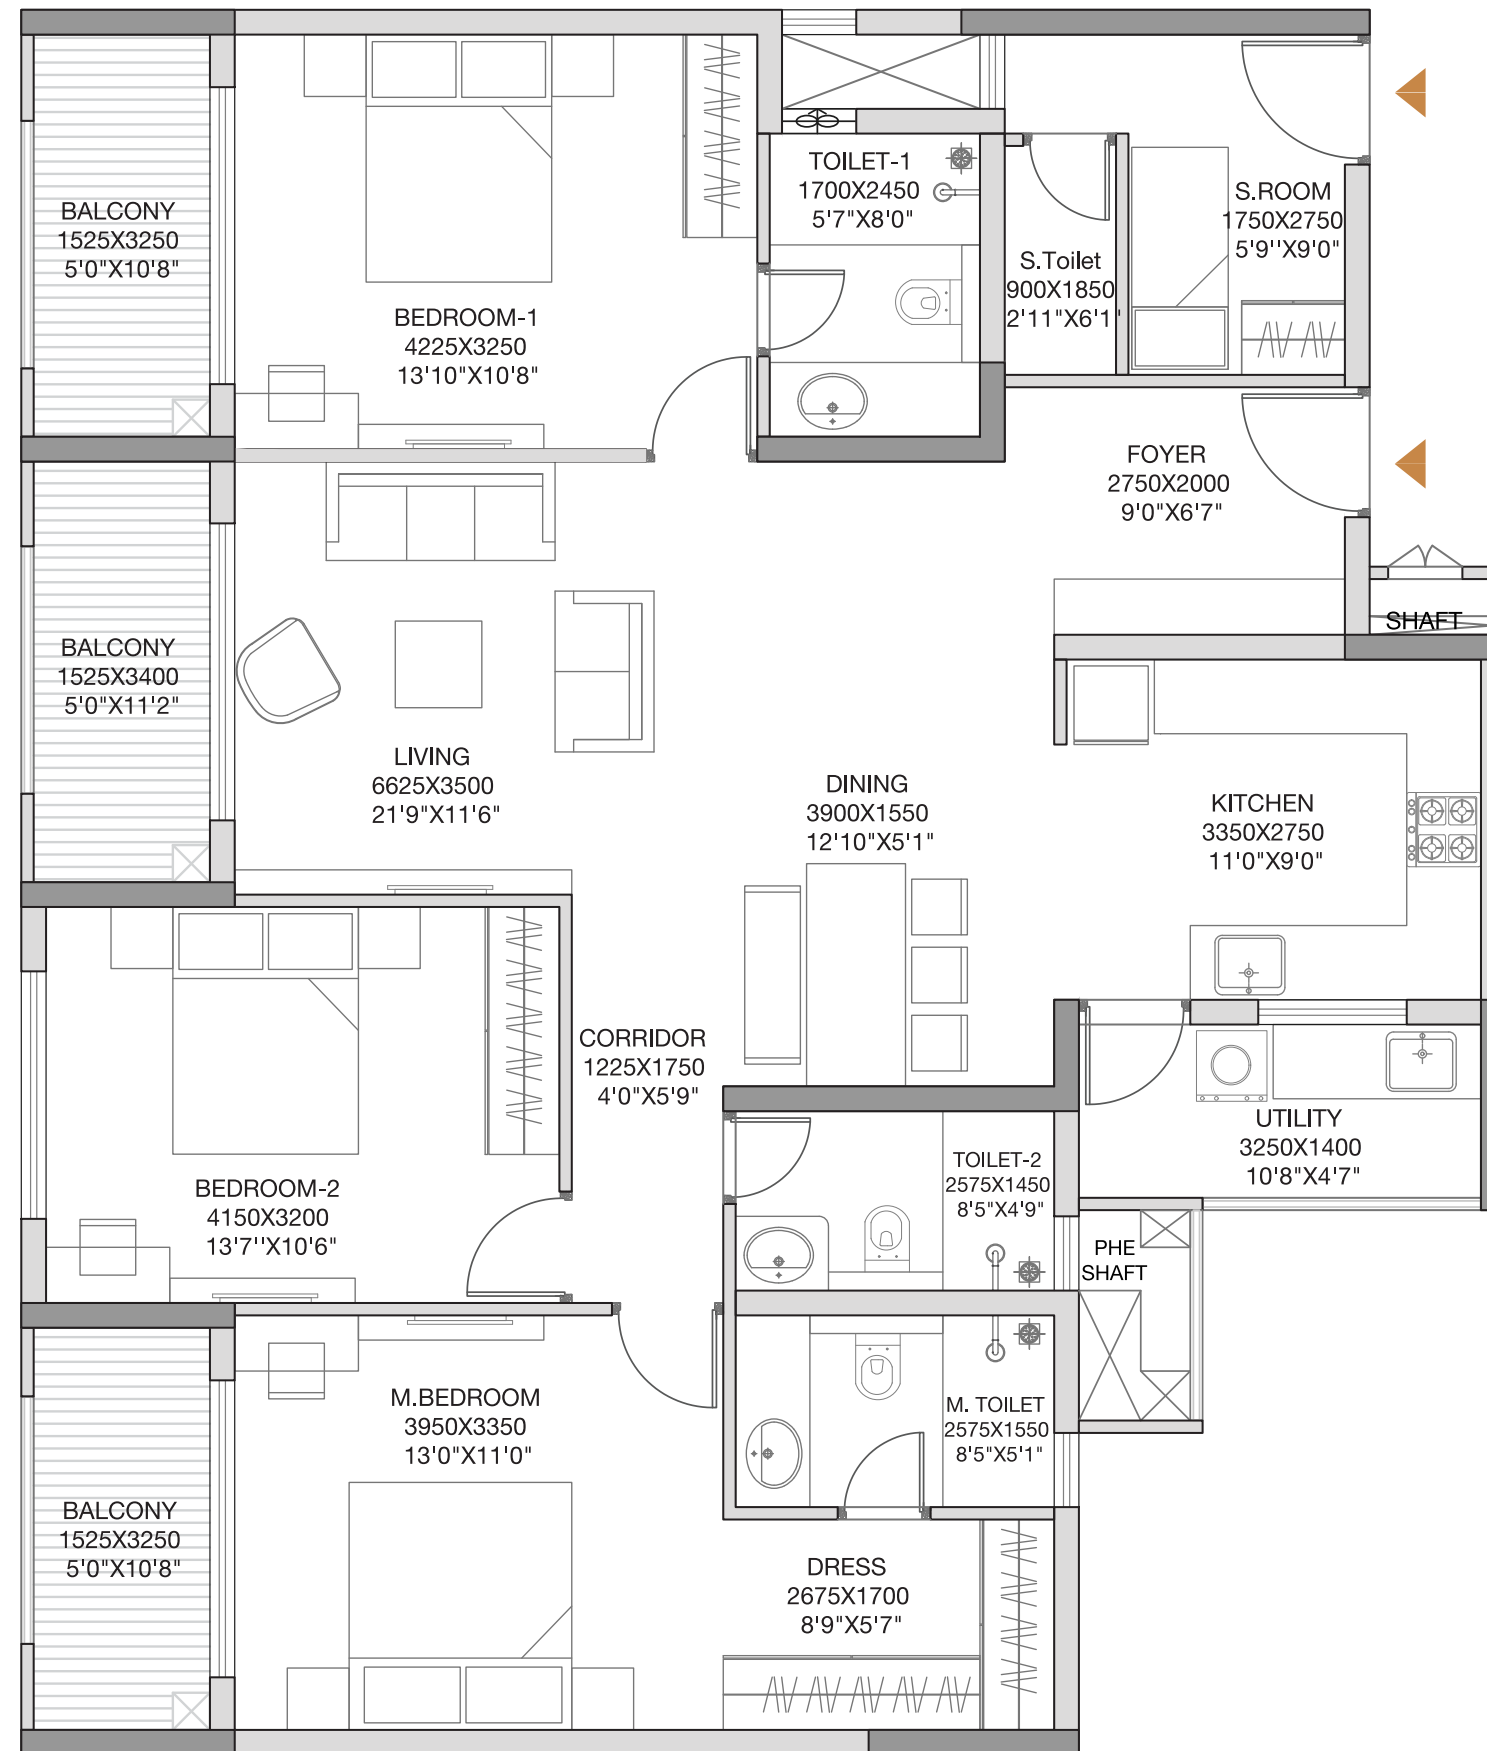 TOILET-1
1700X2450
5'7"X8'0"
S.ROOM
1750X2750
5'9''X9'0"
BALCONY
1525X3250
5'0"X10'8"
S.Toilet
900X1850
2'11"X6'1"
BEDROOM-1
4225X3250
13'10"X10'8"
FOYER
2750X2000
9'0"X6'7"
SHAFT
BALCONY
1525X3400
5'0"X11'2"
LIVING
6625X3500
21'9"X11'6"
DINING
3900X1550
12'10"X5'1"
KITCHEN
3350X2750
11'0"X9'0"
CORRIDOR
1225X1750
4'0"X5'9"
UTILITY
3250X1400
10'8"X4'7"
TOILET-2
2575X1450
8'5"X4'9"
BEDROOM-2
4150X3200
13'7''X10'6"
PHE
SHAFT
M.BEDROOM
3950X3350
13'0"X11'0"
M. TOILET
2575X1550
8'5"X5'1"
BALCONY
1525X3250
5'0"X10'8"
DRESS
2675X1700
8'9"X5'7"